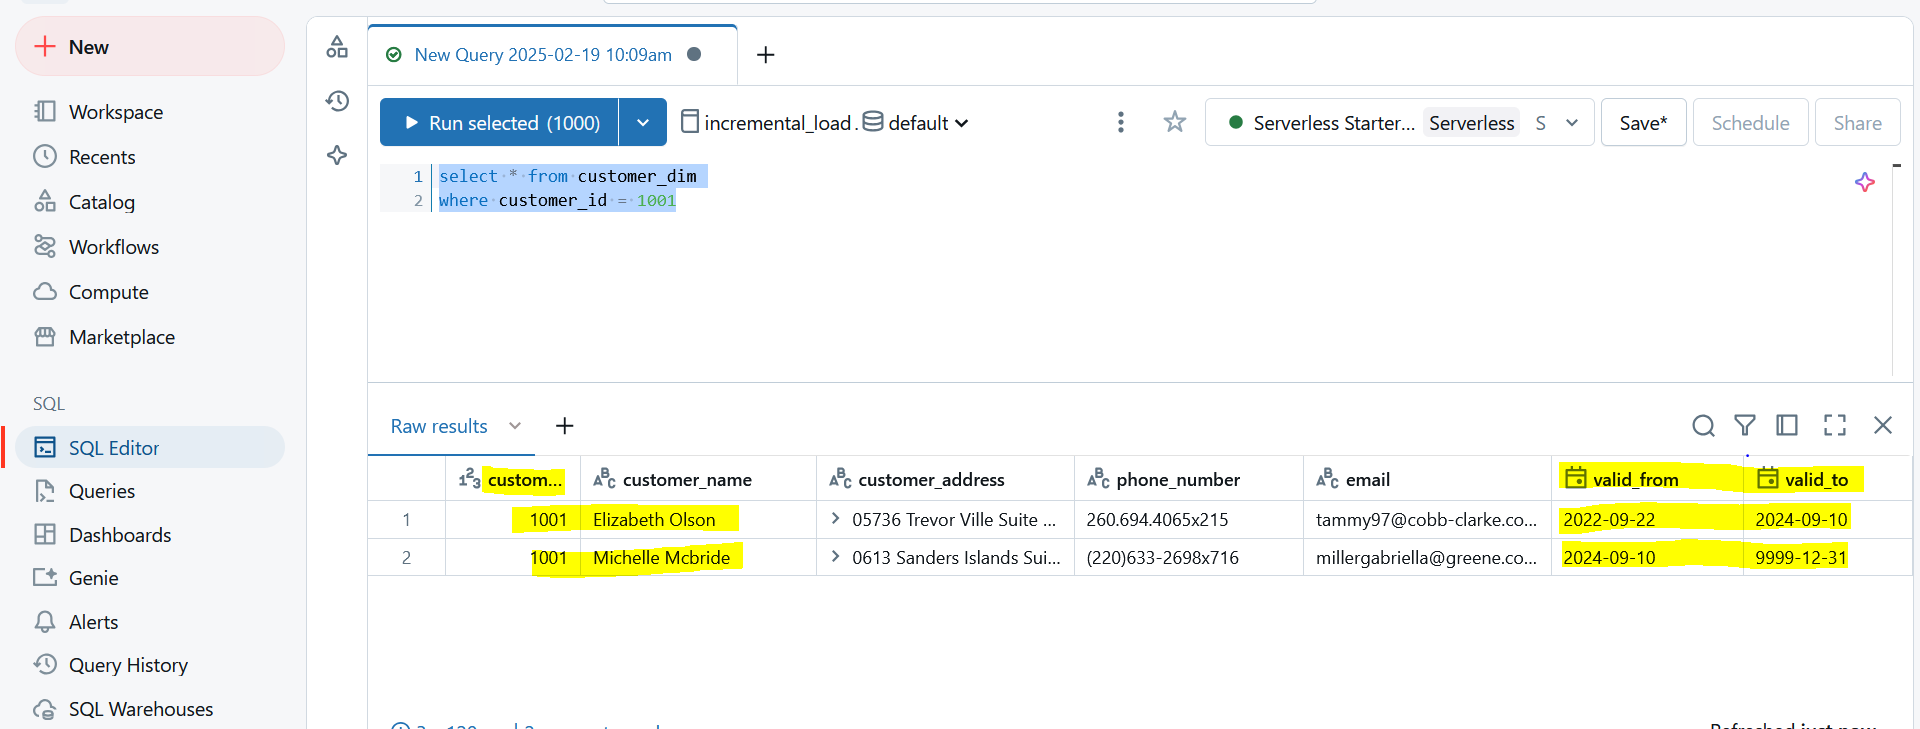 New
Workspace
Recents
Catalog
Workflows
Compute
Marketplace
SQL
SQL Editor
Queries
Dashboards
Genie
Alerts
Query History
SQL Warehouses
New Query 2025-02-19 10:09am
Run selected (1000) incremental_load . default Serverless Starter... Serverless S Save* Schedule Share
1 select * from customer_dim
2 where customer_id = 1001
Raw results
custom... customer_name customer_address phone_number email valid_from valid_to
1 1001 Elizabeth Olson 05736 Trevor Ville Suite ... 260.694.4065x215 tammy97@cobb-clarke.co... 2022-09-22 2024-09-10
2 1001 Michelle Mcbride 0613 Sanders Islands Sui... (220)633-2698x716 millergabriella@greene.co... 2024-09-10 9999-12-31
Refreshed just now